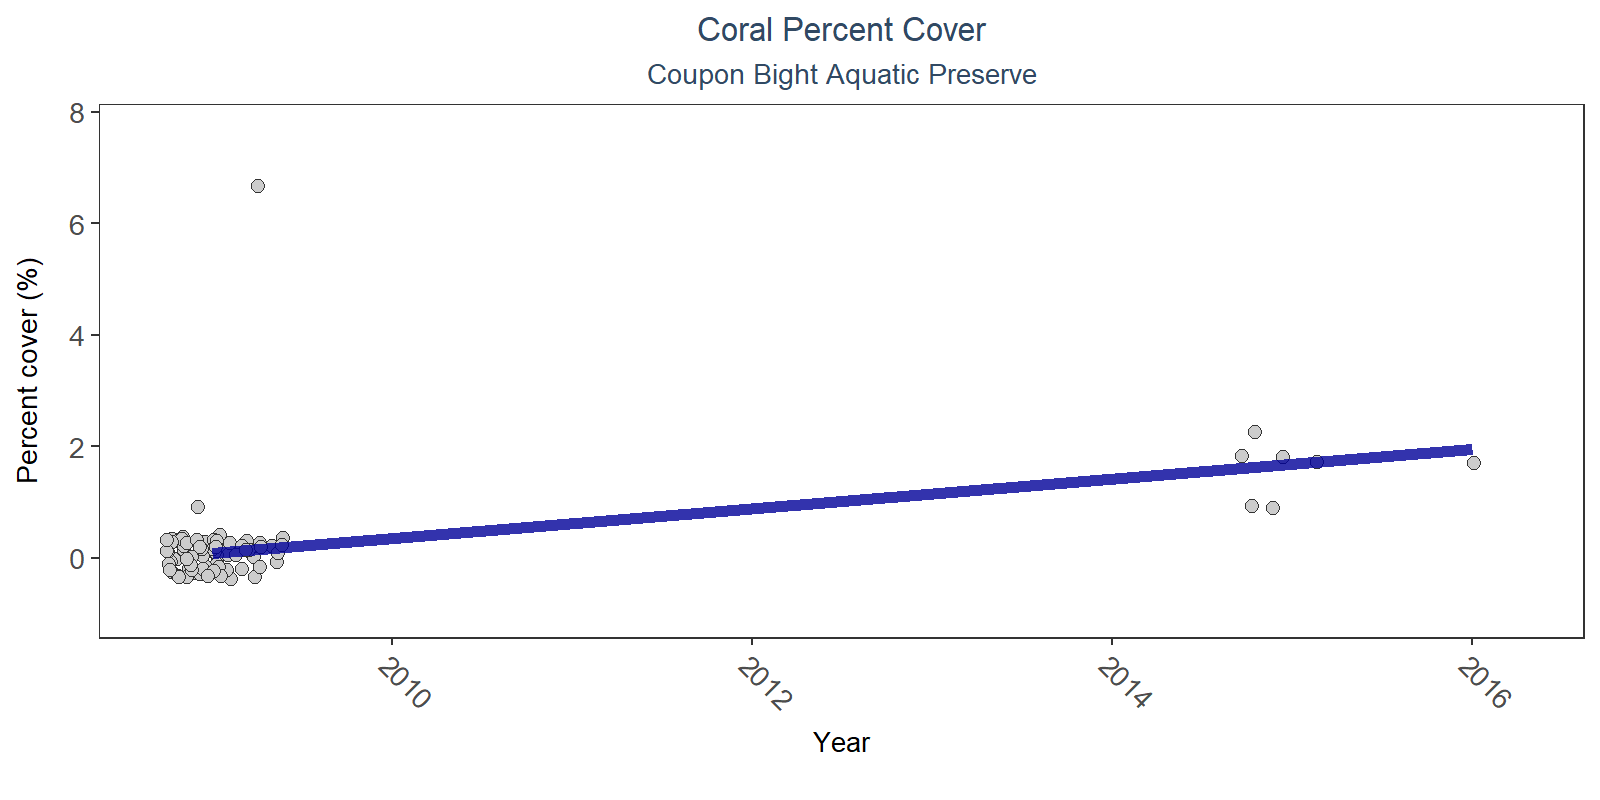 Coral Percent Cover
Coupon Bight Aquatic Preserve
Percent cover (%)
8
6
4
2
0
2010
2012
2014
2016
Year